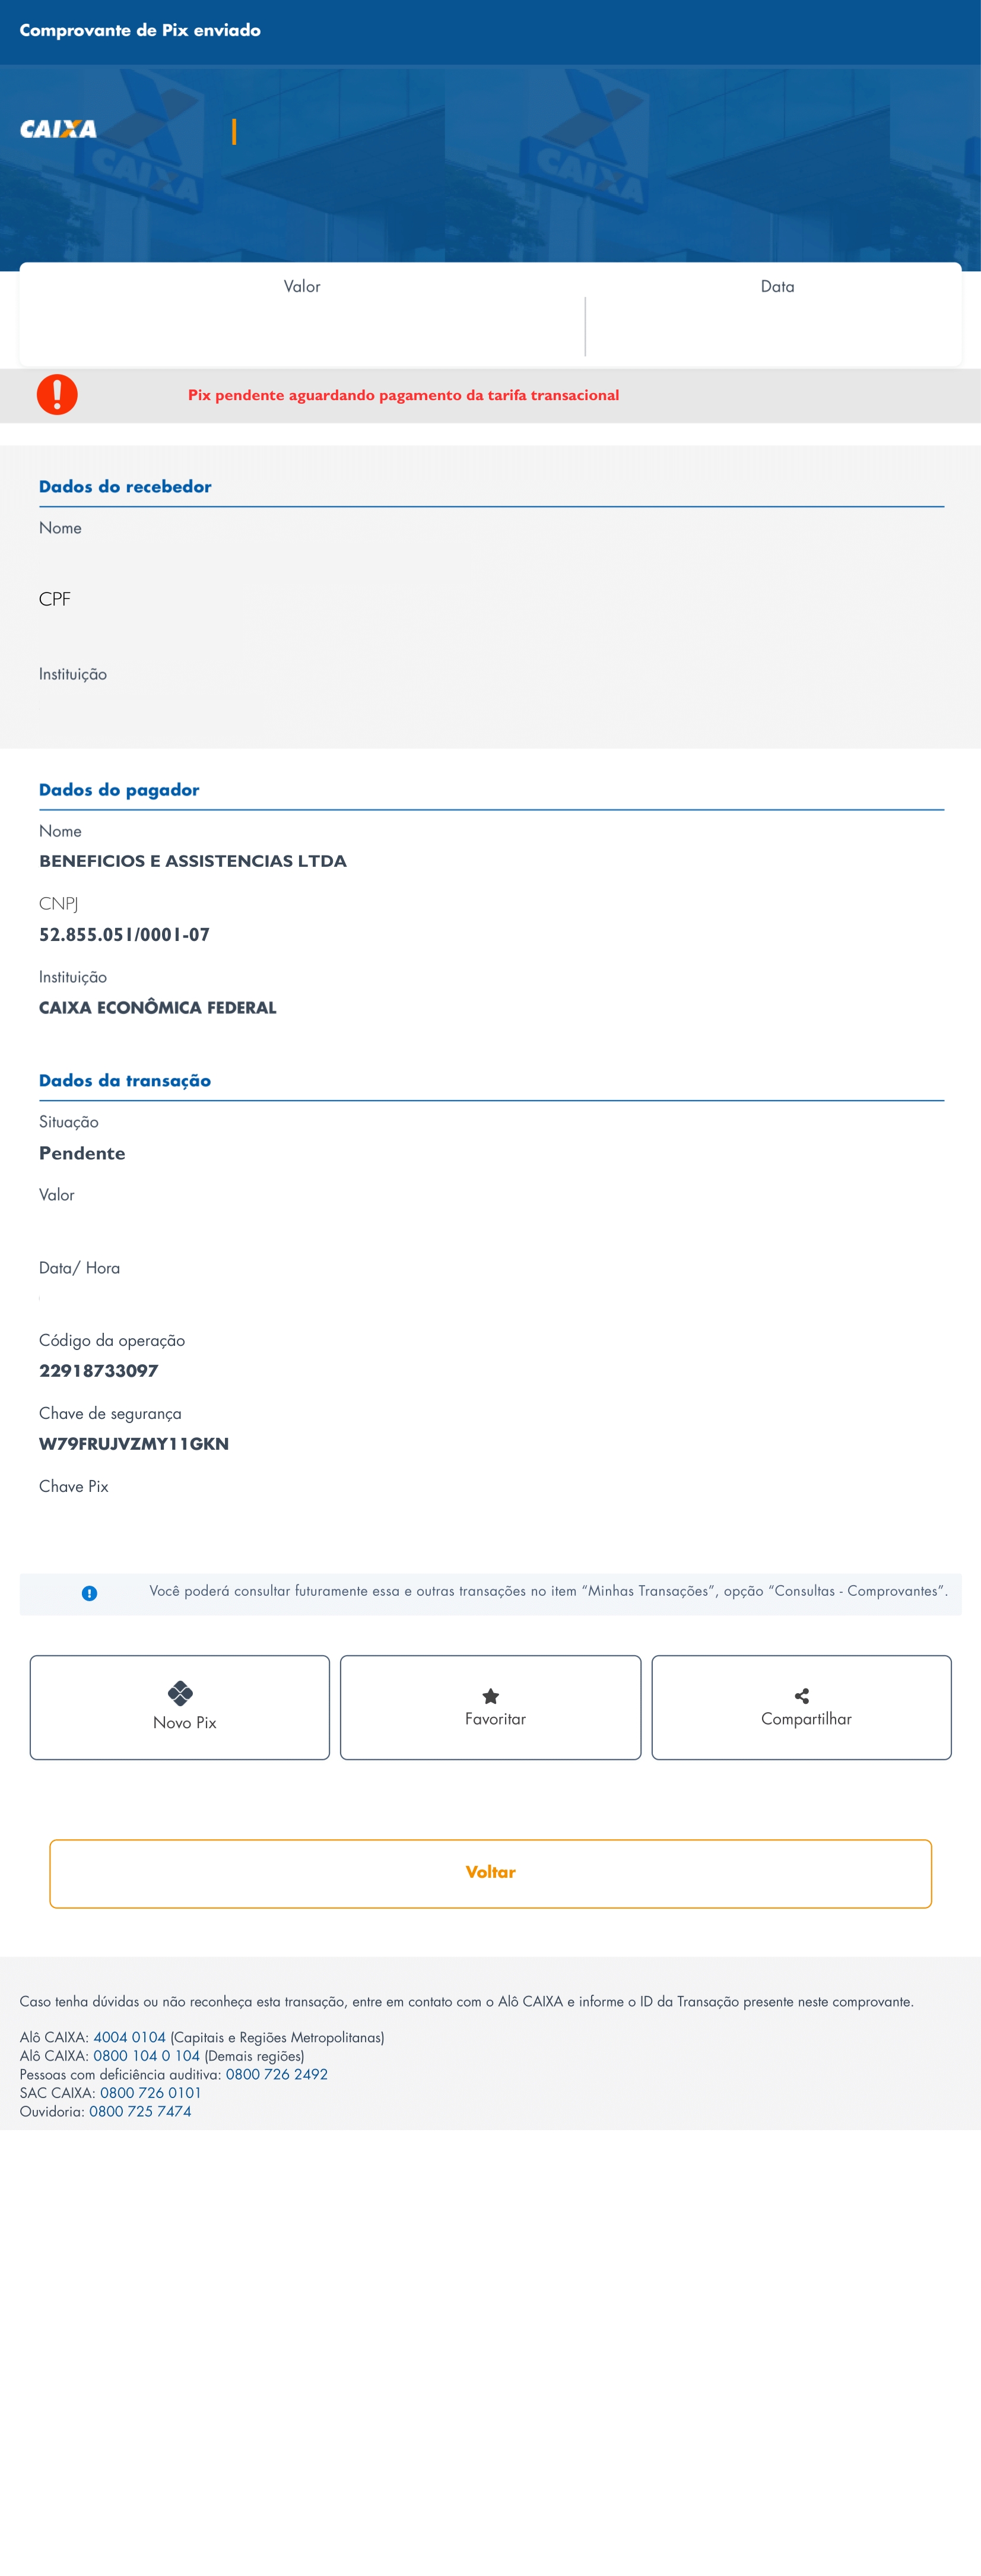 Comprovante de Pix enviado
CAIXA
CAIXA
CAIXA
Valor
Data
Pix pendente aguardando pagamento da tarifa transacional
Dados do recebedor
Nome
CPF
Instituição
Dados do pagador
Nome
BENEFICIOS E ASSISTENCIAS LTDA
CNPJ
52.855.051/0001-07
Instituição
CAIXA ECONÔMICA FEDERAL
Dados da transação
Situação
Pendente
Valor
Data/ Hora
Código da operação
22918733097
Chave de segurança
W79FRUJVZMY11GKN
Chave Pix
Você poderá consultar futuramente essa e outras transações no item “Minhas Transações”, opção “Consultas - Comprovantes”.
Novo Pix
Favoritar
Compartilhar
Voltar
Caso tenha dúvidas ou não reconheça esta transação, entre em contato com o Alô CAIXA e informe o ID da Transação presente neste comprovante.
Alô CAIXA: 4004 0104 (Capitais e Regiões Metropolitanas)
Alô CAIXA: 0800 104 0 104 (Demais regiões)
Pessoas com deficiência auditiva: 0800 726 2492
SAC CAIXA: 0800 726 0101
Ouvidoria: 0800 725 7474